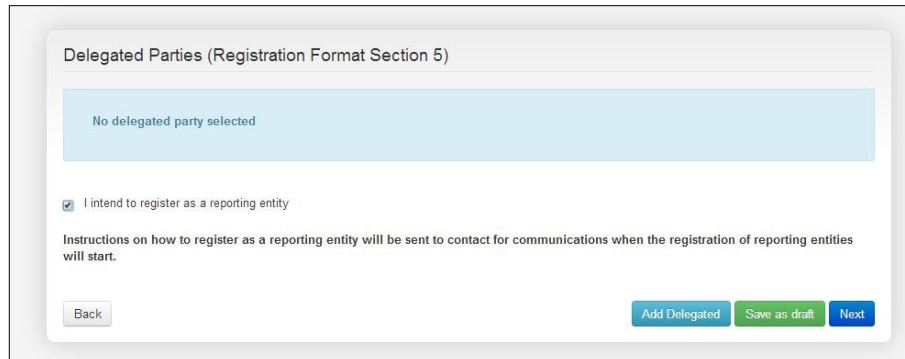 Delegated Parties (Registration Format Section 5)
No delegated party selected
I intend to register as a reporting entity
Instructions on how to register as a reporting entity will be sent to contact for communications when the registration of reporting entities
will start.
Back
Add Delegated
Save as draft
Next